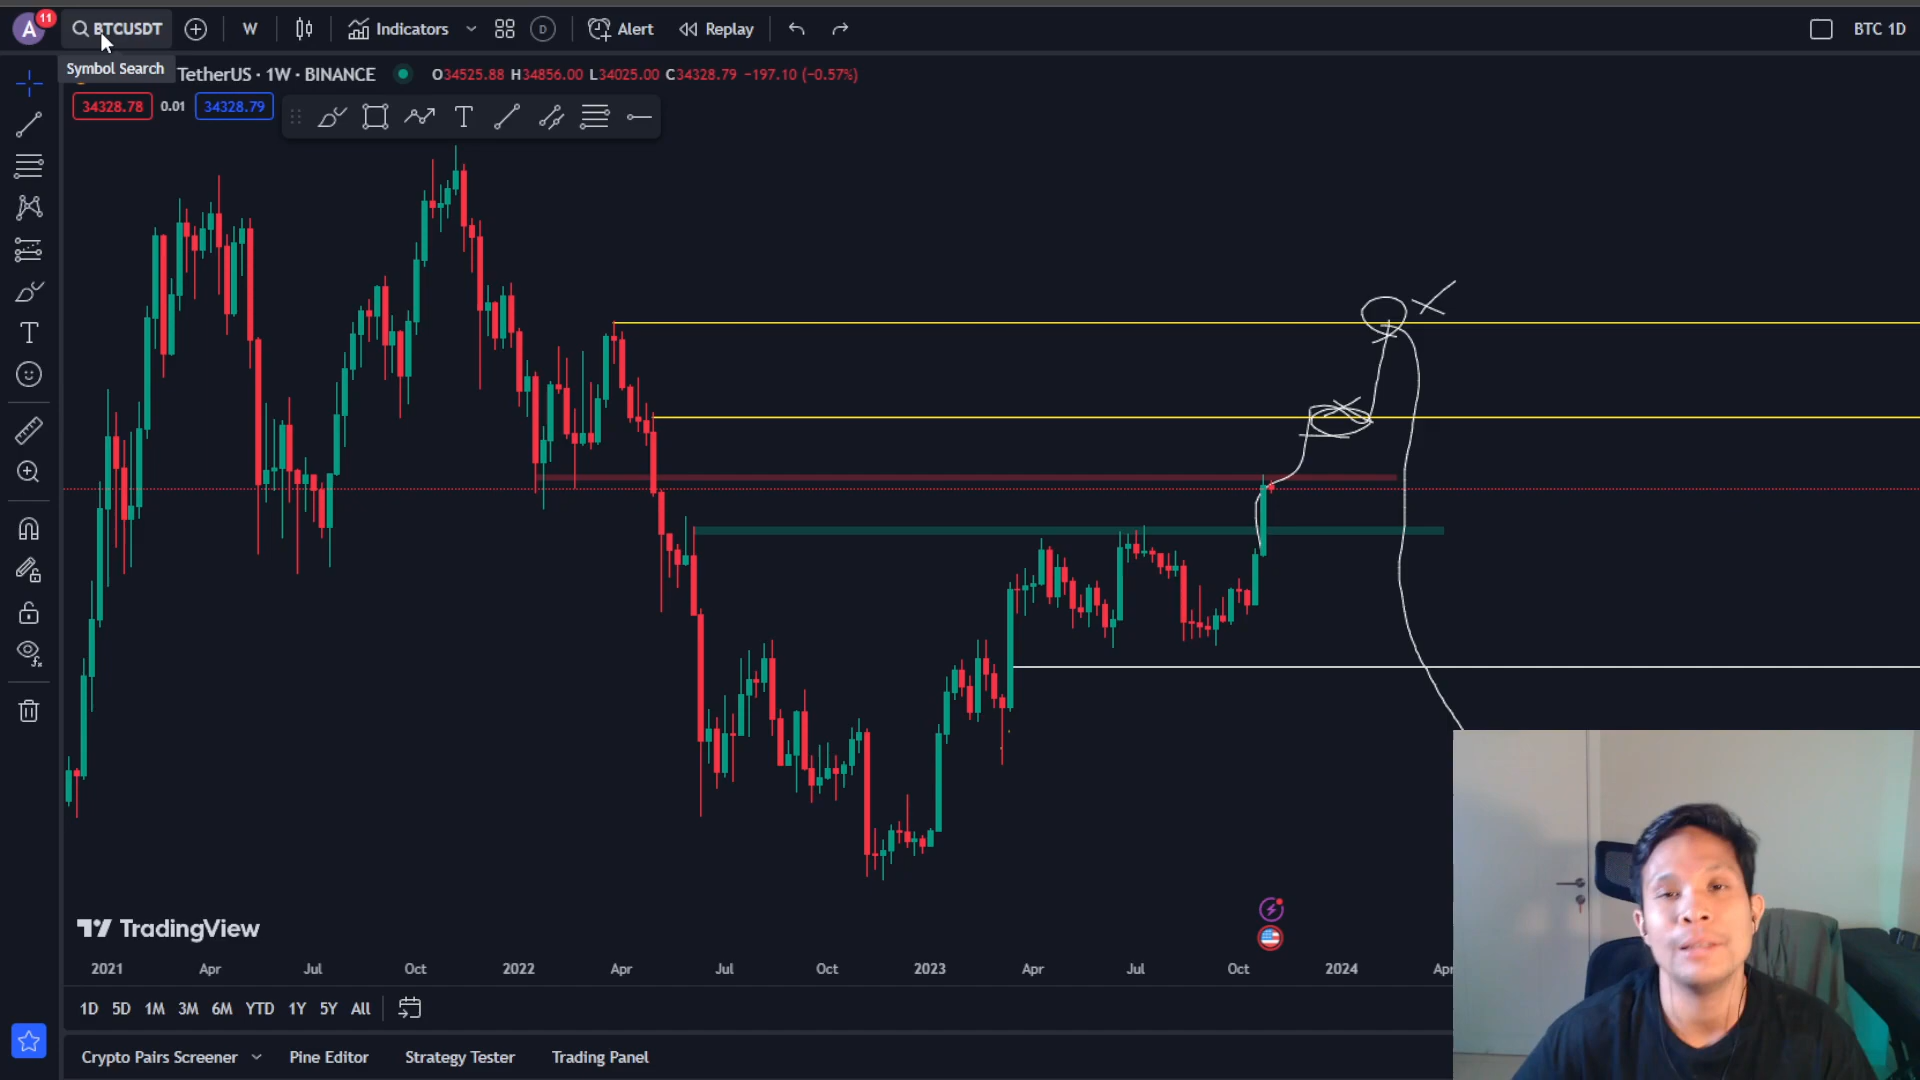 A 11 BTCUSDT W Indicators D Alert Replay BTC 1D
Symbol Search TetherUS · 1W · BINANCE O34525.88 H34856.00 L34025.00 C34328.79 −197.10 (−0.57%)
34328.78 0.01 34328.79
TradingView
2021 Apr Jul Oct 2022 Apr Jul Oct 2023 Apr Jul Oct 2024 Apr
1D 5D 1M 3M 6M YTD 1Y 5Y All
Crypto Pairs Screener Pine Editor Strategy Tester Trading Panel